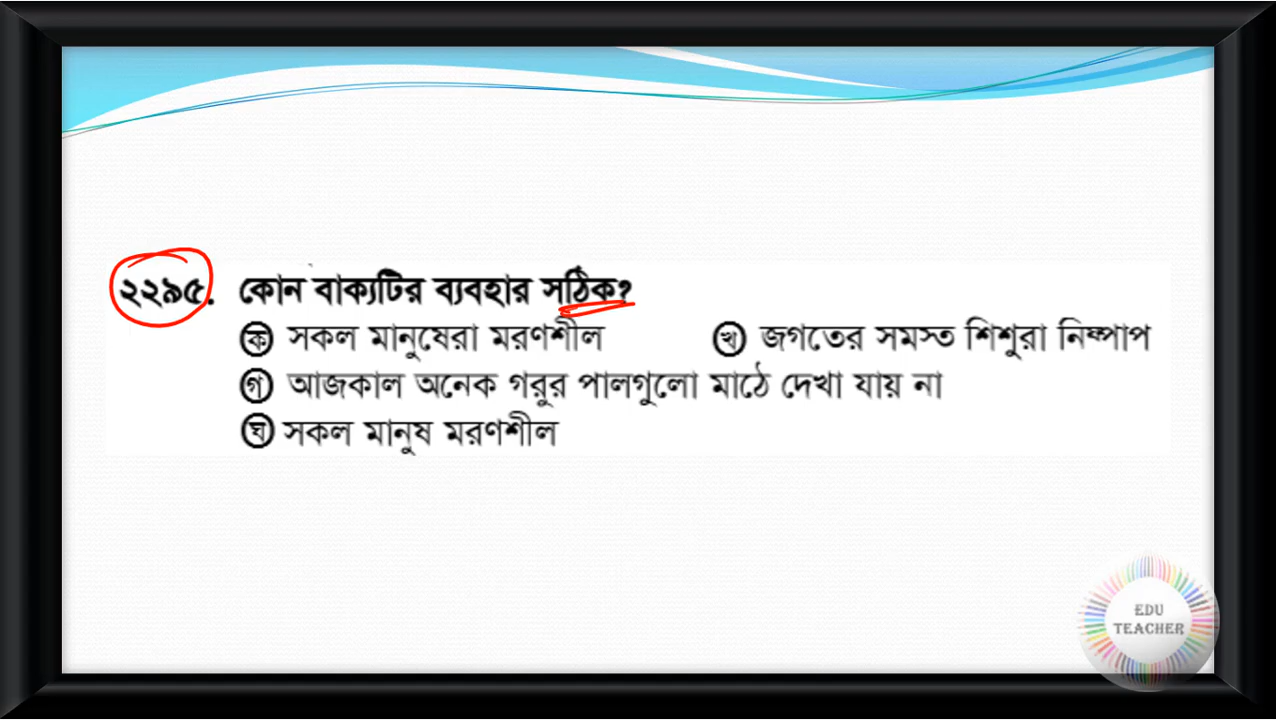 ২২৯৫. কোন বাক্যটির ব্যবহার সঠিক?
ক সকল মানুষেরা মরণশীল খ জগতের সমস্ত শিশুরা নিষ্পাপ
গ আজকাল অনেক গরুর পালগুলো মাঠে দেখা যায় না
ঘ সকল মানুষ মরণশীল
EDU
TEACHER